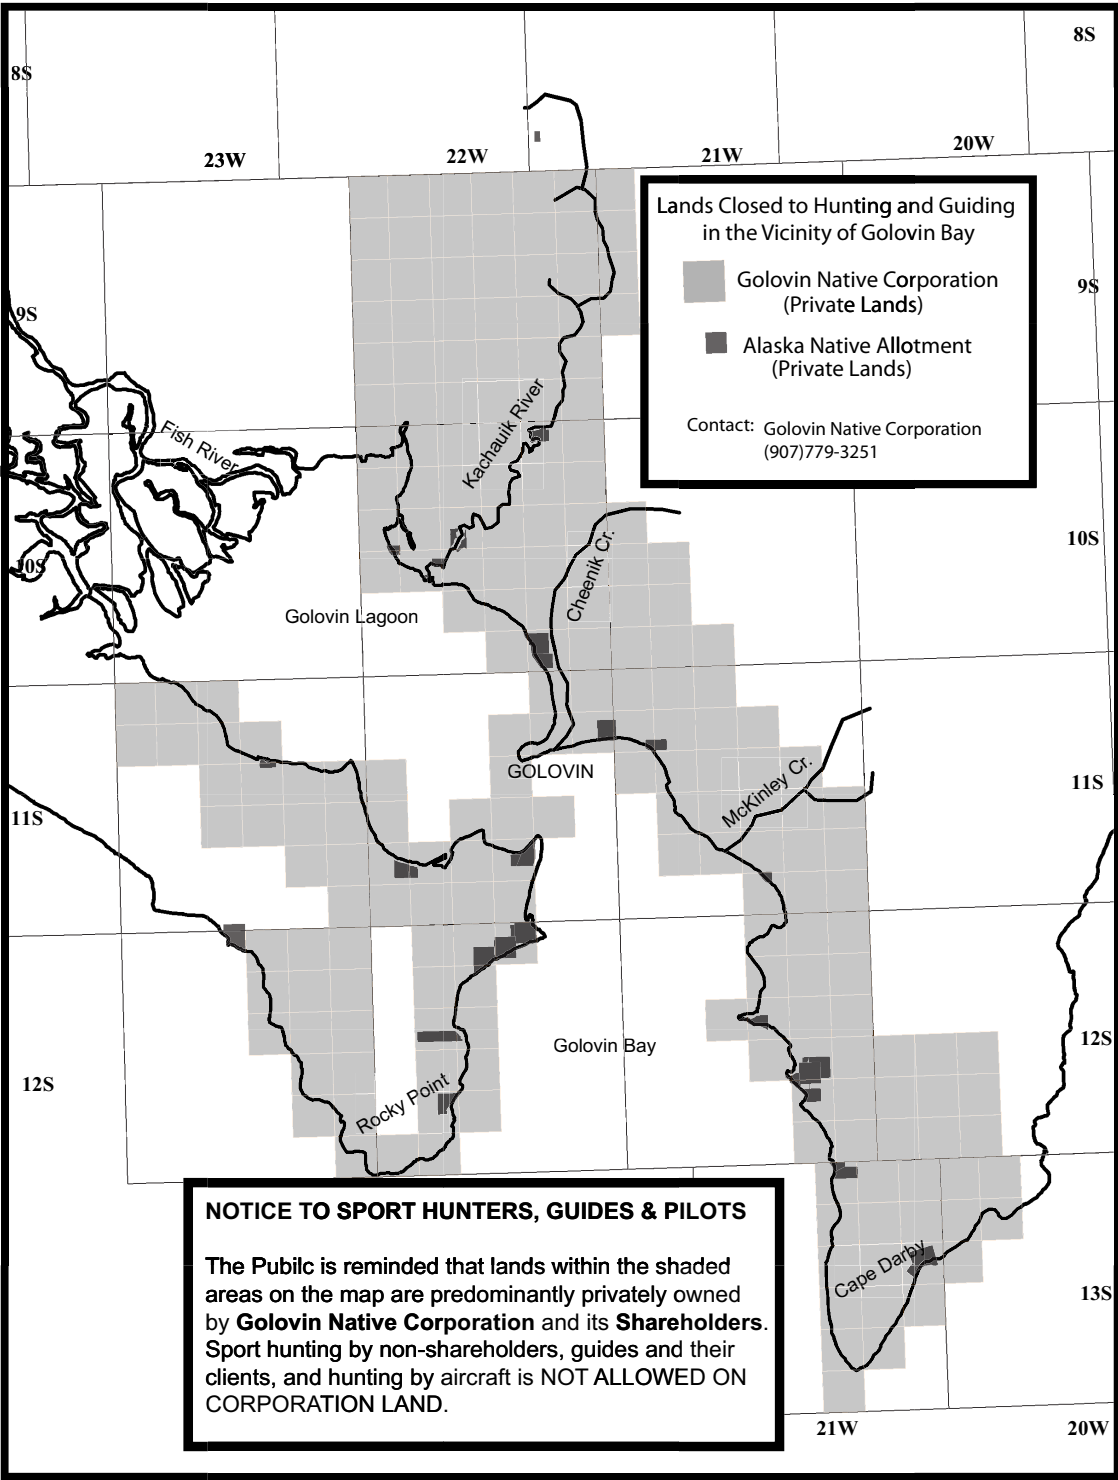 8S
8S
23W
22W
21W
20W
Lands Closed to Hunting and Guiding
in the Vicinity of Golovin Bay
Golovin Native Corporation
(Private Lands)
Alaska Native Allotment
(Private Lands)
Contact: Golovin Native Corporation
(907)779-3251
9S
9S
Fish River
Kachauik River
10S
10S
Cheenik Cr.
Golovin Lagoon
GOLOVIN
McKinley Cr.
11S
11S
Golovin Bay
12S
12S
Rocky Point
Cape Darby
13S
NOTICE TO SPORT HUNTERS, GUIDES & PILOTS
The Pubilc is reminded that lands within the shaded
areas on the map are predominantly privately owned
by Golovin Native Corporation and its Shareholders.
Sport hunting by non-shareholders, guides and their
clients, and hunting by aircraft is NOT ALLOWED ON
CORPORATION LAND.
21W
20W